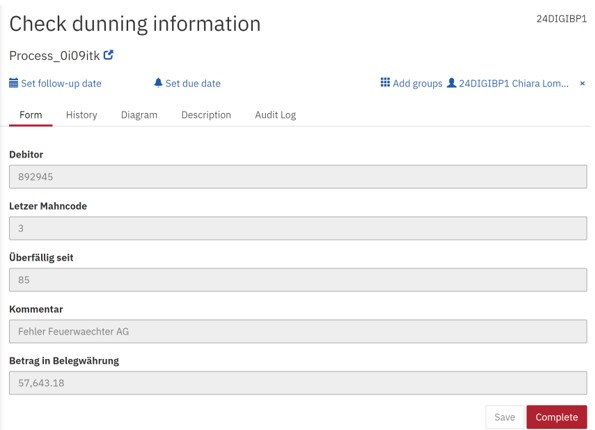 Check dunning information
24DIGIBP1
Process_0i09itk
Set follow-up date
Set due date
Add groups 24DIGIBP1 Chiara Lom... ×
Form History Diagram Description Audit Log
Debitor
892945
Letzer Mahncode
3
Überfällig seit
85
Kommentar
Fehler Feuerwaechter AG
Betrag in Belegwährung
57,643.18
Save Complete